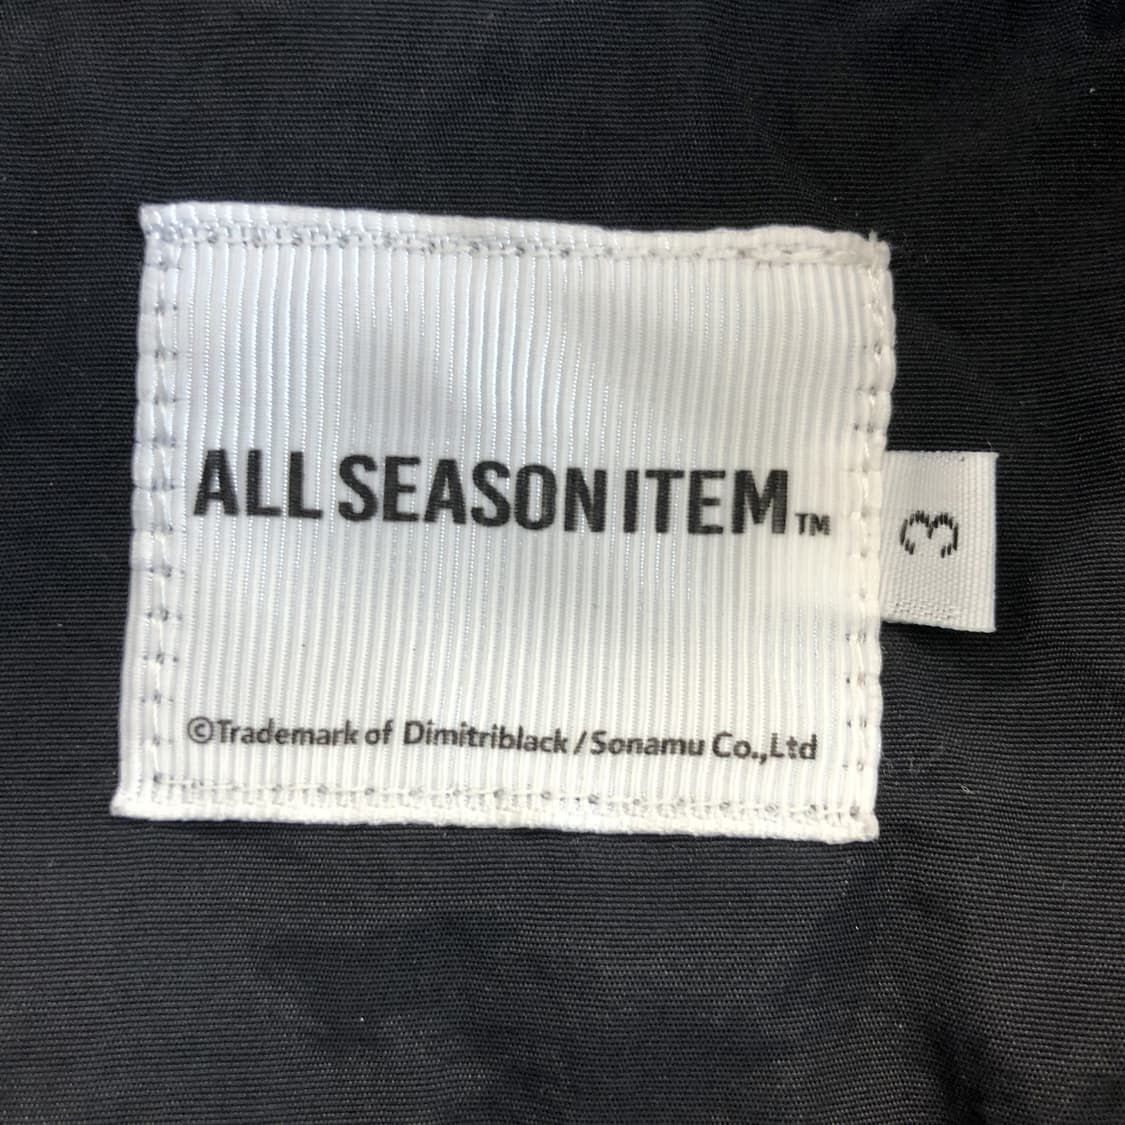 ALL SEASON ITEM™
3
©Trademark of Dimitriblack / Sonamu Co.,Ltd